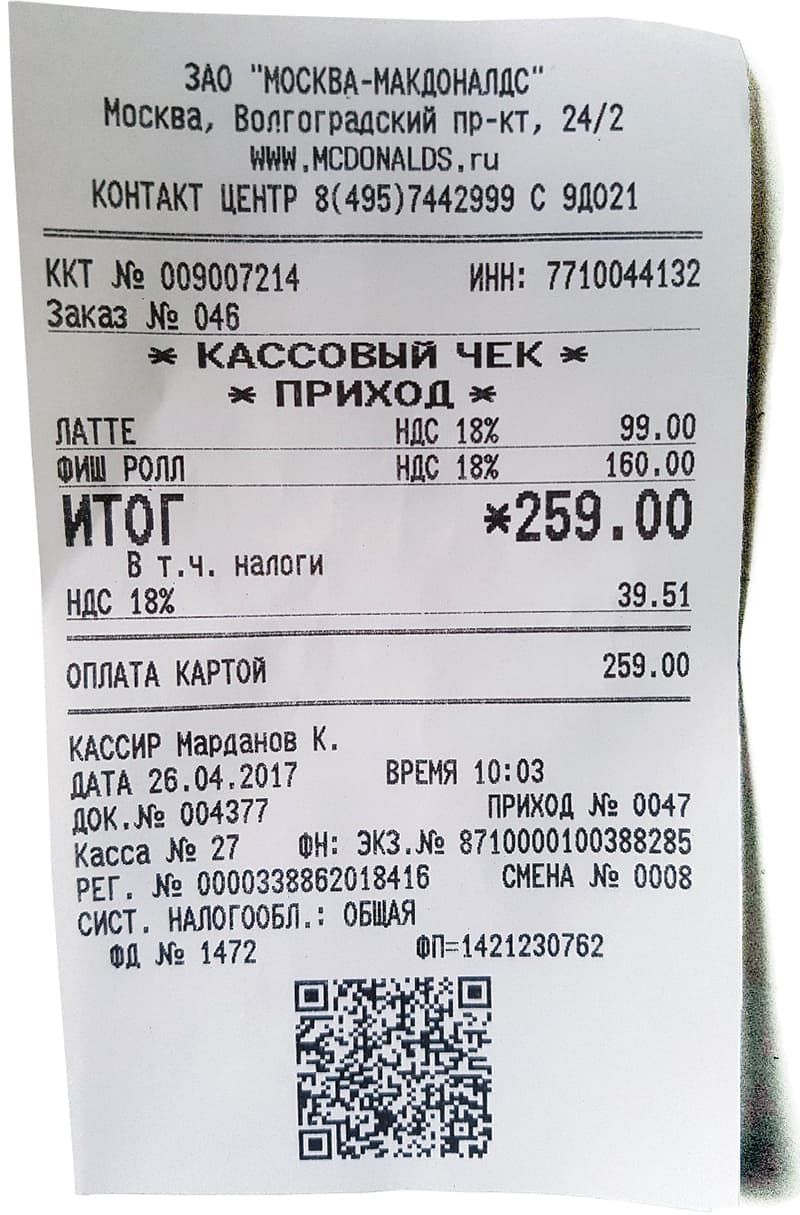 ЗАО "МОСКВА-МАКДОНАЛДС"
Москва, Волгоградский пр-кт, 24/2
WWW.MCDONALDS.ru
КОНТАКТ ЦЕНТР 8(495)7442999 С 9Д021
ККТ № 009007214 ИНН: 7710044132
Заказ № 046
* КАССОВЫЙ ЧЕК *
* ПРИХОД *
ЛАТТЕ НДС 18% 99.00
ФИШ РОЛЛ НДС 18% 160.00
ИТОГ *259.00
В т.ч. налоги
НДС 18% 39.51
ОПЛАТА КАРТОЙ 259.00
КАССИР Марданов К.
ДАТА 26.04.2017 ВРЕМЯ 10:03
ДОК.№ 004377 ПРИХОД № 0047
Касса № 27 ФН: ЭКЗ.№ 8710000100388285
РЕГ. № 0000338862018416 СМЕНА № 0008
СИСТ. НАЛОГООБЛ.: ОБЩАЯ
ФД № 1472 ФП=1421230762